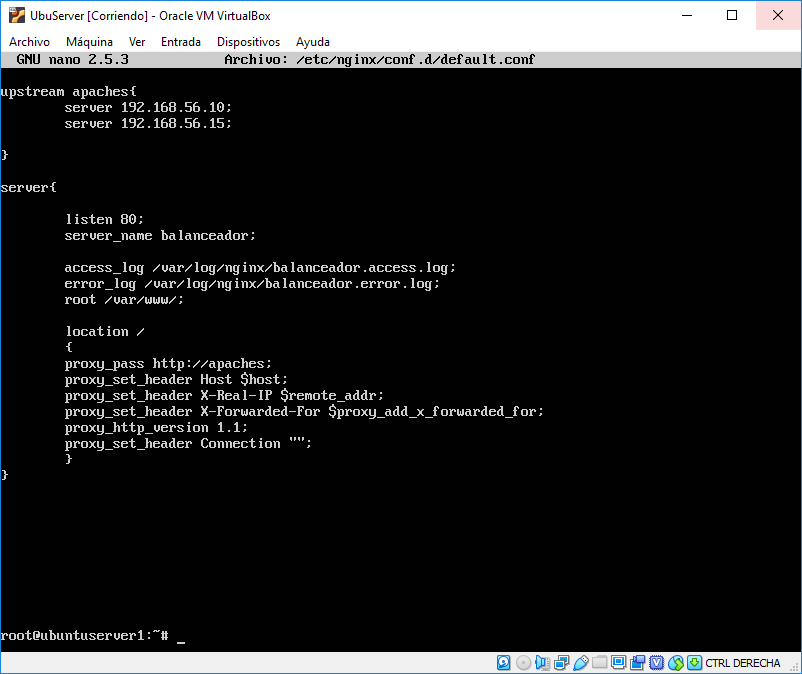 UbuServer [Corriendo] - Oracle VM VirtualBox
Archivo Máquina Ver Entrada Dispositivos Ayuda
GNU nano 2.5.3 Archivo: /etc/nginx/conf.d/default.conf
upstream apaches{
server 192.168.56.10;
server 192.168.56.15;
}
server{
listen 80;
server_name balanceador;
access_log /var/log/nginx/balanceador.access.log;
error_log /var/log/nginx/balanceador.error.log;
root /var/www/;
location /
{
proxy_pass http://apaches;
proxy_set_header Host $host;
proxy_set_header X-Real-IP $remote_addr;
proxy_set_header X-Forwarded-For $proxy_add_x_forwarded_for;
proxy_http_version 1.1;
proxy_set_header Connection "";
}
}
root@ubuntuserver1:~# _
CTRL DERECHA